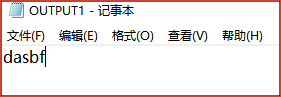 OUTPUT1 - 记事本
文件(F) 编辑(E) 格式(O) 查看(V) 帮助(H)
dasbf